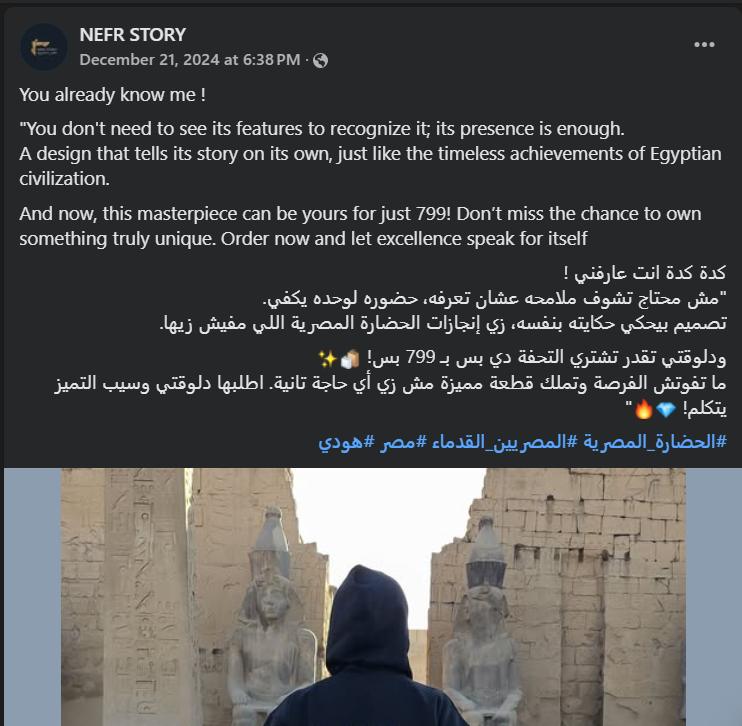 NEFR STORY
December 21, 2024 at 6:38 PM ·
You already know me !
"You don't need to see its features to recognize it; its presence is enough.
A design that tells its story on its own, just like the timeless achievements of Egyptian
civilization.
And now, this masterpiece can be yours for just 799! Don’t miss the chance to own
something truly unique. Order now and let excellence speak for itself
كدة كدة انت عارفني !
"مش محتاج تشوف ملامحه عشان تعرفه، حضوره لوحده يكفي.
تصميم بيحكي حكايته بنفسه، زي إنجازات الحضارة المصرية اللي مفيش زيها.
ودلوقتي تقدر تشتري التحفة دي بس بـ 799 بس! 🛍️✨
ما تفوتش الفرصة وتملك قطعة مميزة مش زي أي حاجة تانية. اطلبها دلوقتي وسيب التميز
يتكلم! 💎🔥"
#الحضارة_المصرية #المصريين_القدماء #مصر #هودي